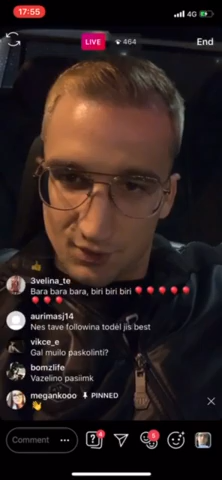 17:55
4G
LIVE
464
End
3velina_te
Bara bara bara, biri biri biri
aurimasj14
Nes tave followina todėl jis best
vikce_e
Gal muilo paskolinti?
bomzlife
Vazelino pasiimk
megankooo PINNED
Comment